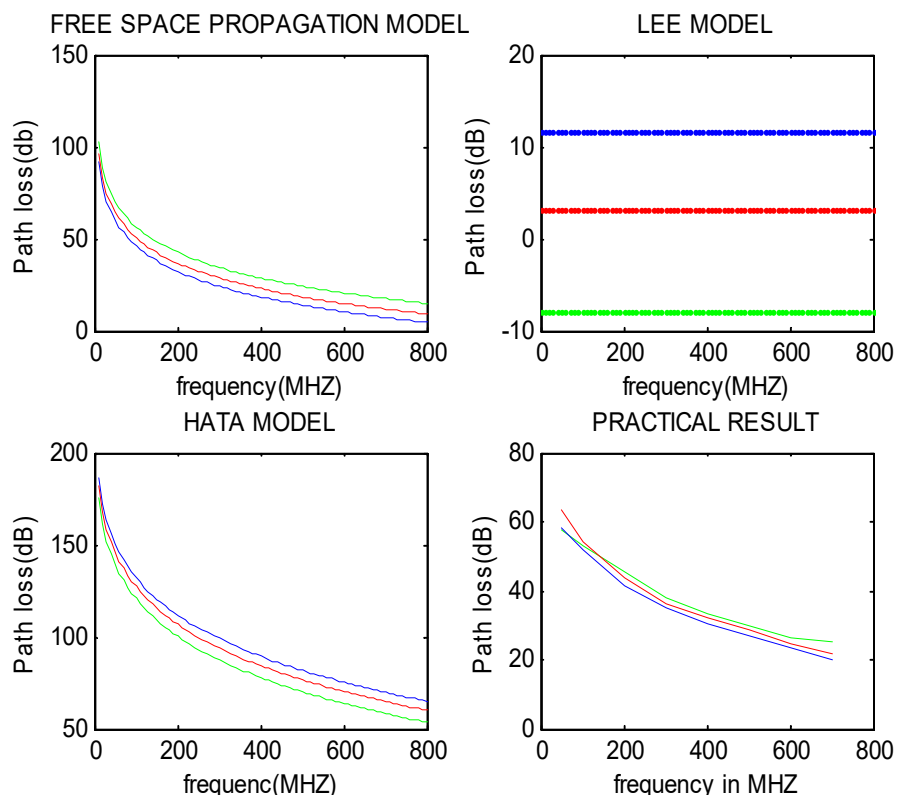 FREE SPACE PROPAGATION MODEL
150
100
50
0
Path loss(db)
0 200 400 600 800
frequency(MHZ)
LEE MODEL
20
10
0
-10
Path loss(dB)
0 200 400 600 800
frequency(MHZ)
HATA MODEL
200
150
100
50
Path loss(dB)
0 200 400 600 800
frequenc(MHZ)
PRACTICAL RESULT
80
60
40
20
0
Path loss(dB)
0 200 400 600 800
frequency in MHZ